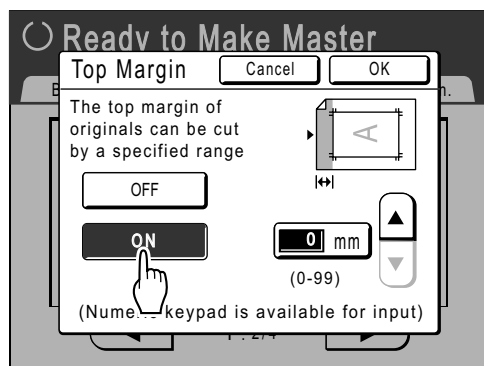 Ready to Make Master
Top Margin
Cancel
OK
The top margin of
originals can be cut
by a specified range
A
OFF
ON
0 mm
(0-99)
keypad is available for input)